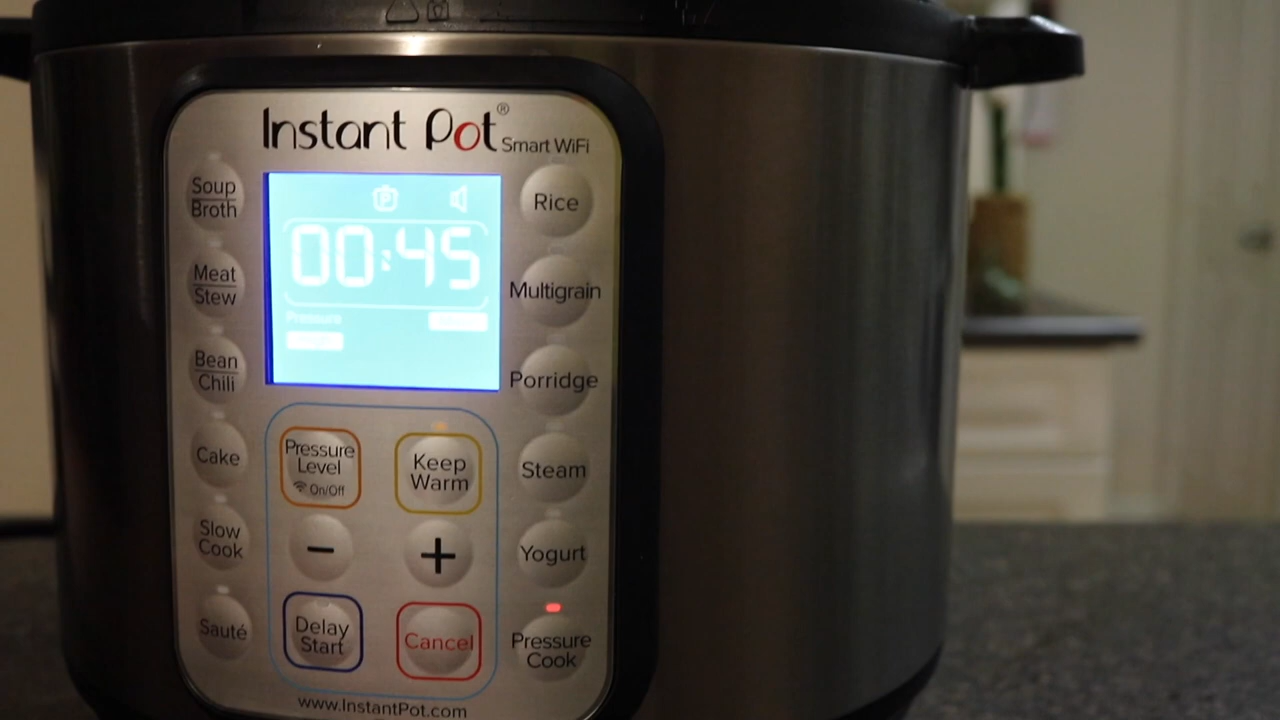 Instant Pot®
Smart WiFi
Soup
Broth
Meat
Stew
Bean
Chili
Cake
Slow
Cook
Sauté
00:45
Pressure
Pressure
Level
On/Off
Keep
Warm
−
+
Delay
Start
Cancel
Rice
Multigrain
Porridge
Steam
Yogurt
Pressure
Cook
www.InstantPot.com